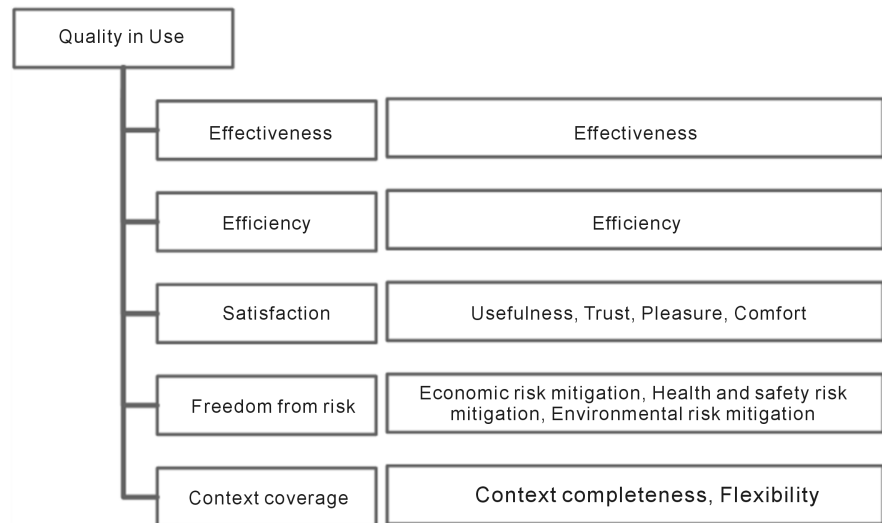 Quality in Use
Effectiveness
Effectiveness
Efficiency
Efficiency
Satisfaction
Usefulness, Trust, Pleasure, Comfort
Freedom from risk
Economic risk mitigation, Health and safety risk
mitigation, Environmental risk mitigation
Context coverage
Context completeness, Flexibility